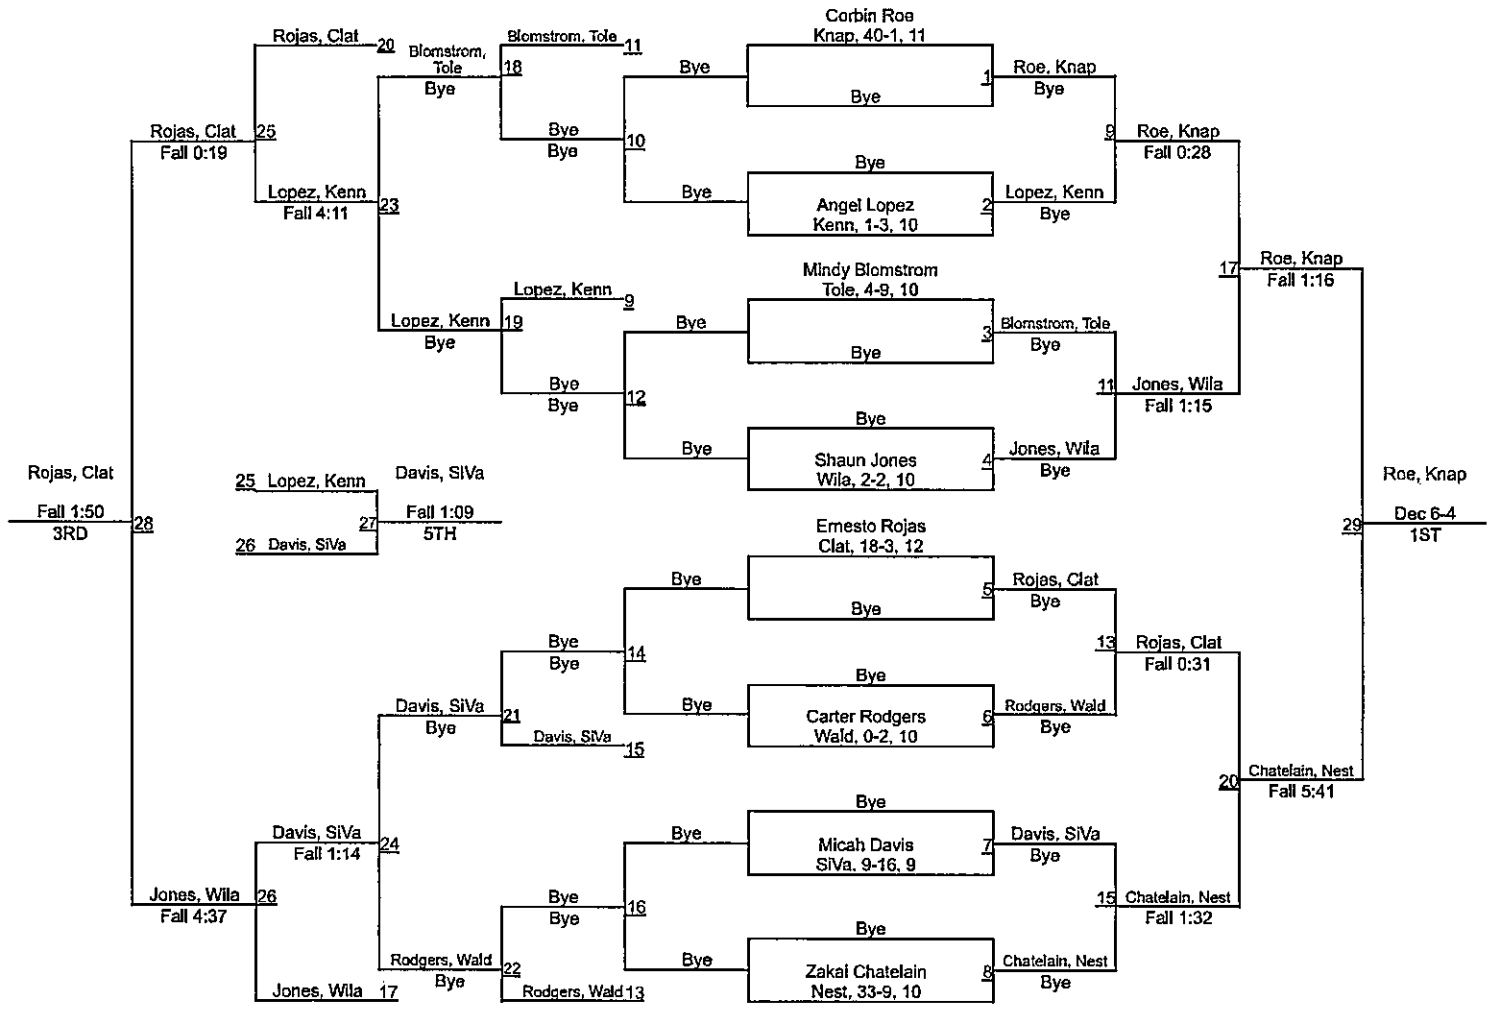 Corbin Roe
Knap, 40-1, 11
Bye
Bye
Angel Lopez
Kenn, 1-3, 10
Mindy Blomstrom
Tole, 4-9, 10
Bye
Bye
Shaun Jones
Wila, 2-2, 10
Ernesto Rojas
Clat, 18-3, 12
Bye
Bye
Carter Rodgers
Wald, 0-2, 10
Bye
Micah Davis
SiVa, 9-16, 9
Bye
Zakai Chatelain
Nest, 33-9, 10
1 Roe, Knap
Bye
2 Lopez, Kenn
Bye
3 Blomstrom, Tole
Bye
4 Jones, Wila
Bye
5 Rojas, Clat
Bye
6 Rodgers, Wald
Bye
7 Davis, SiVa
Bye
8 Chatelain, Nest
Bye
9 Roe, Knap
Fall 0:28
11 Jones, Wila
Fall 1:15
13 Rojas, Clat
Fall 0:31
15 Chatelain, Nest
Fall 1:32
17 Roe, Knap
Fall 1:16
20 Chatelain, Nest
Fall 5:41
Roe, Knap
29 Dec 6-4
1ST
Bye
Bye
Bye
Bye
Bye
Bye
Bye
Bye
Blomstrom, Tole 11
Bye 10
Bye
Lopez, Kenn 9
Bye 12
Bye
Bye 14
Bye
Davis, SiVa 15
Bye 16
Bye
Rodgers, Wald 13
Blomstrom,
Tole 18
Bye
Lopez, Kenn 19
Bye
Davis, SiVa 21
Bye
Rodgers, Wald 22
Bye
Rojas, Clat 20
Lopez, Kenn 23
Fall 4:11
Davis, SiVa 24
Fall 1:14
Jones, Wila 17
Rojas, Clat 25
Fall 0:19
Jones, Wila 26
Fall 4:37
Rojas, Clat
Fall 1:50 28
3RD
25 Lopez, Kenn
26 Davis, SiVa
Davis, SiVa
27 Fall 1:09
5TH